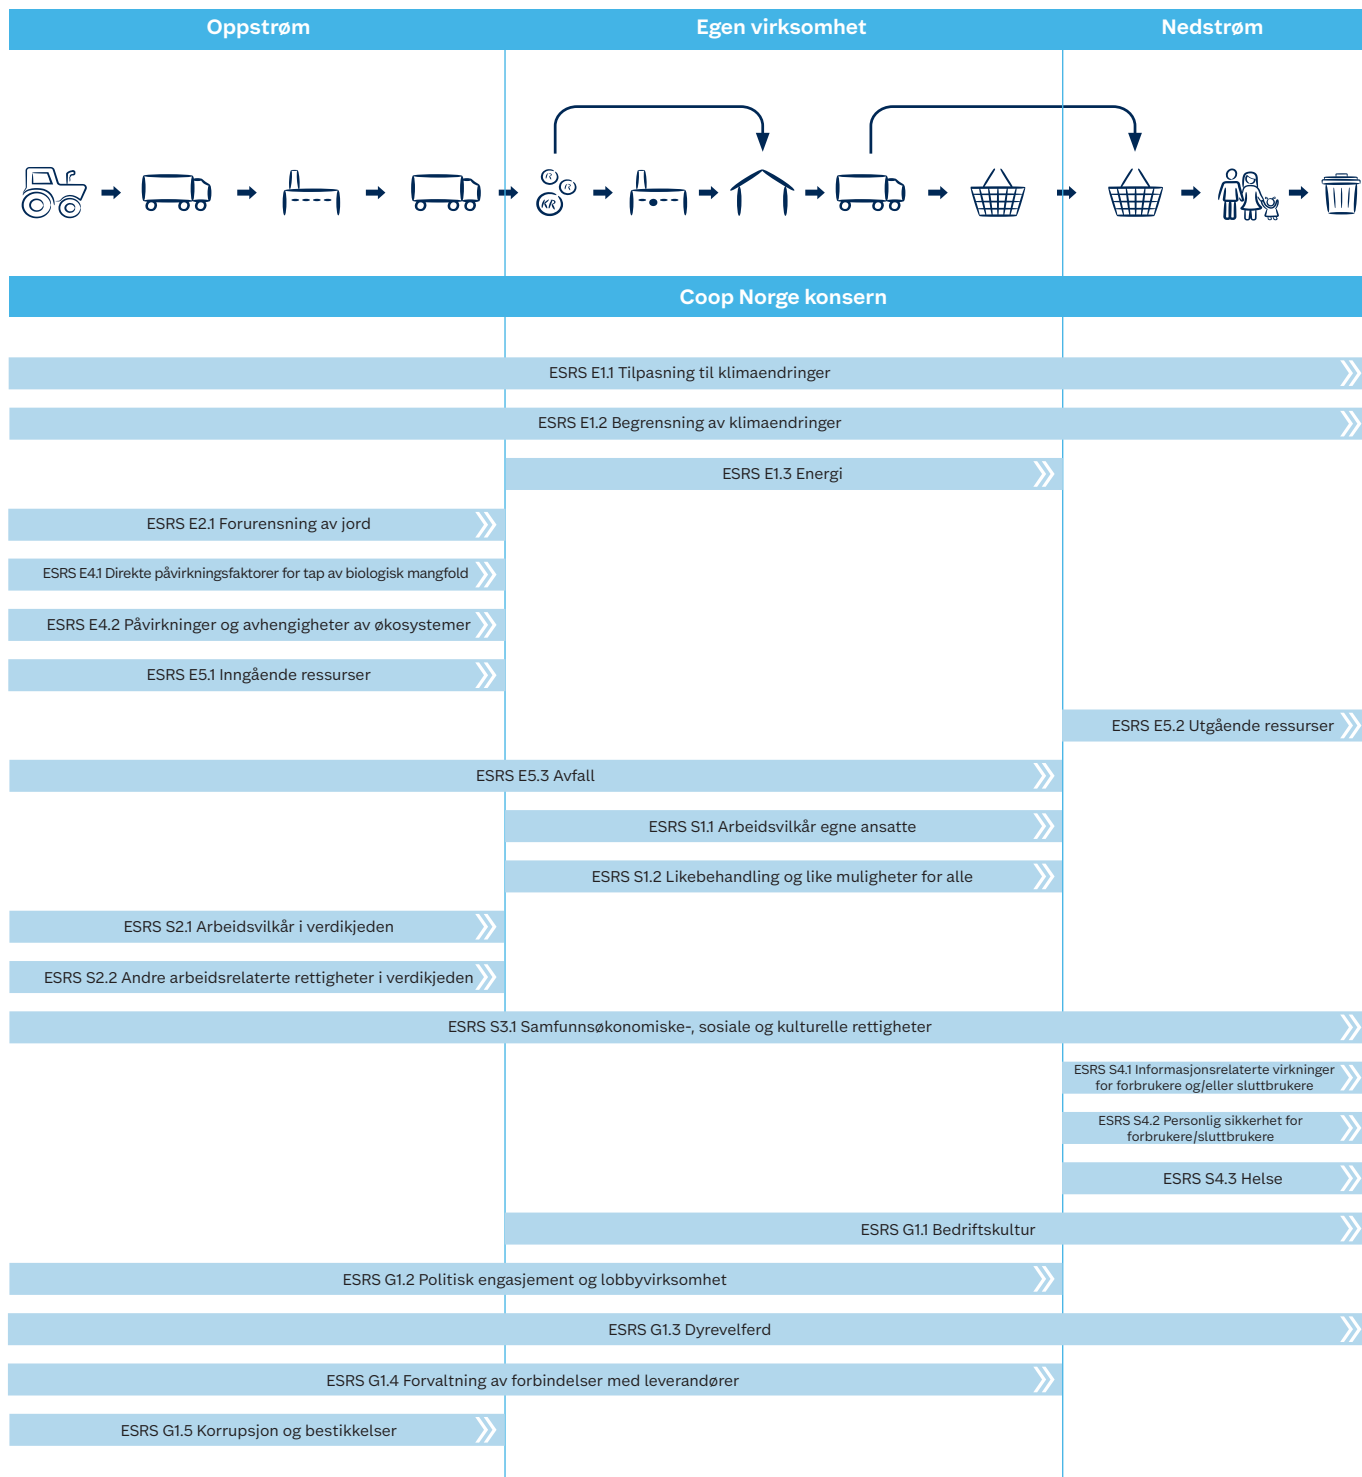 Oppstrøm
Egen virksomhet
Nedstrøm
R
R
KR
Coop Norge konsern
ESRS E1.1 Tilpasning til klimaendringer
ESRS E1.2 Begrensning av klimaendringer
ESRS E1.3 Energi
ESRS E2.1 Forurensning av jord
ESRS E4.1 Direkte påvirkningsfaktorer for tap av biologisk mangfold
ESRS E4.2 Påvirkninger og avhengigheter av økosystemer
ESRS E5.1 Inngående ressurser
ESRS E5.2 Utgående ressurser
ESRS E5.3 Avfall
ESRS S1.1 Arbeidsvilkår egne ansatte
ESRS S1.2 Likebehandling og like muligheter for alle
ESRS S2.1 Arbeidsvilkår i verdikjeden
ESRS S2.2 Andre arbeidsrelaterte rettigheter i verdikjeden
ESRS S3.1 Samfunnsøkonomiske-, sosiale og kulturelle rettigheter
ESRS S4.1 Informasjonsrelaterte virkninger
for forbrukere og/eller sluttbrukere
ESRS S4.2 Personlig sikkerhet for
forbrukere/sluttbrukere
ESRS S4.3 Helse
ESRS G1.1 Bedriftskultur
ESRS G1.2 Politisk engasjement og lobbyvirksomhet
ESRS G1.3 Dyrevelferd
ESRS G1.4 Forvaltning av forbindelser med leverandører
ESRS G1.5 Korrupsjon og bestikkelser